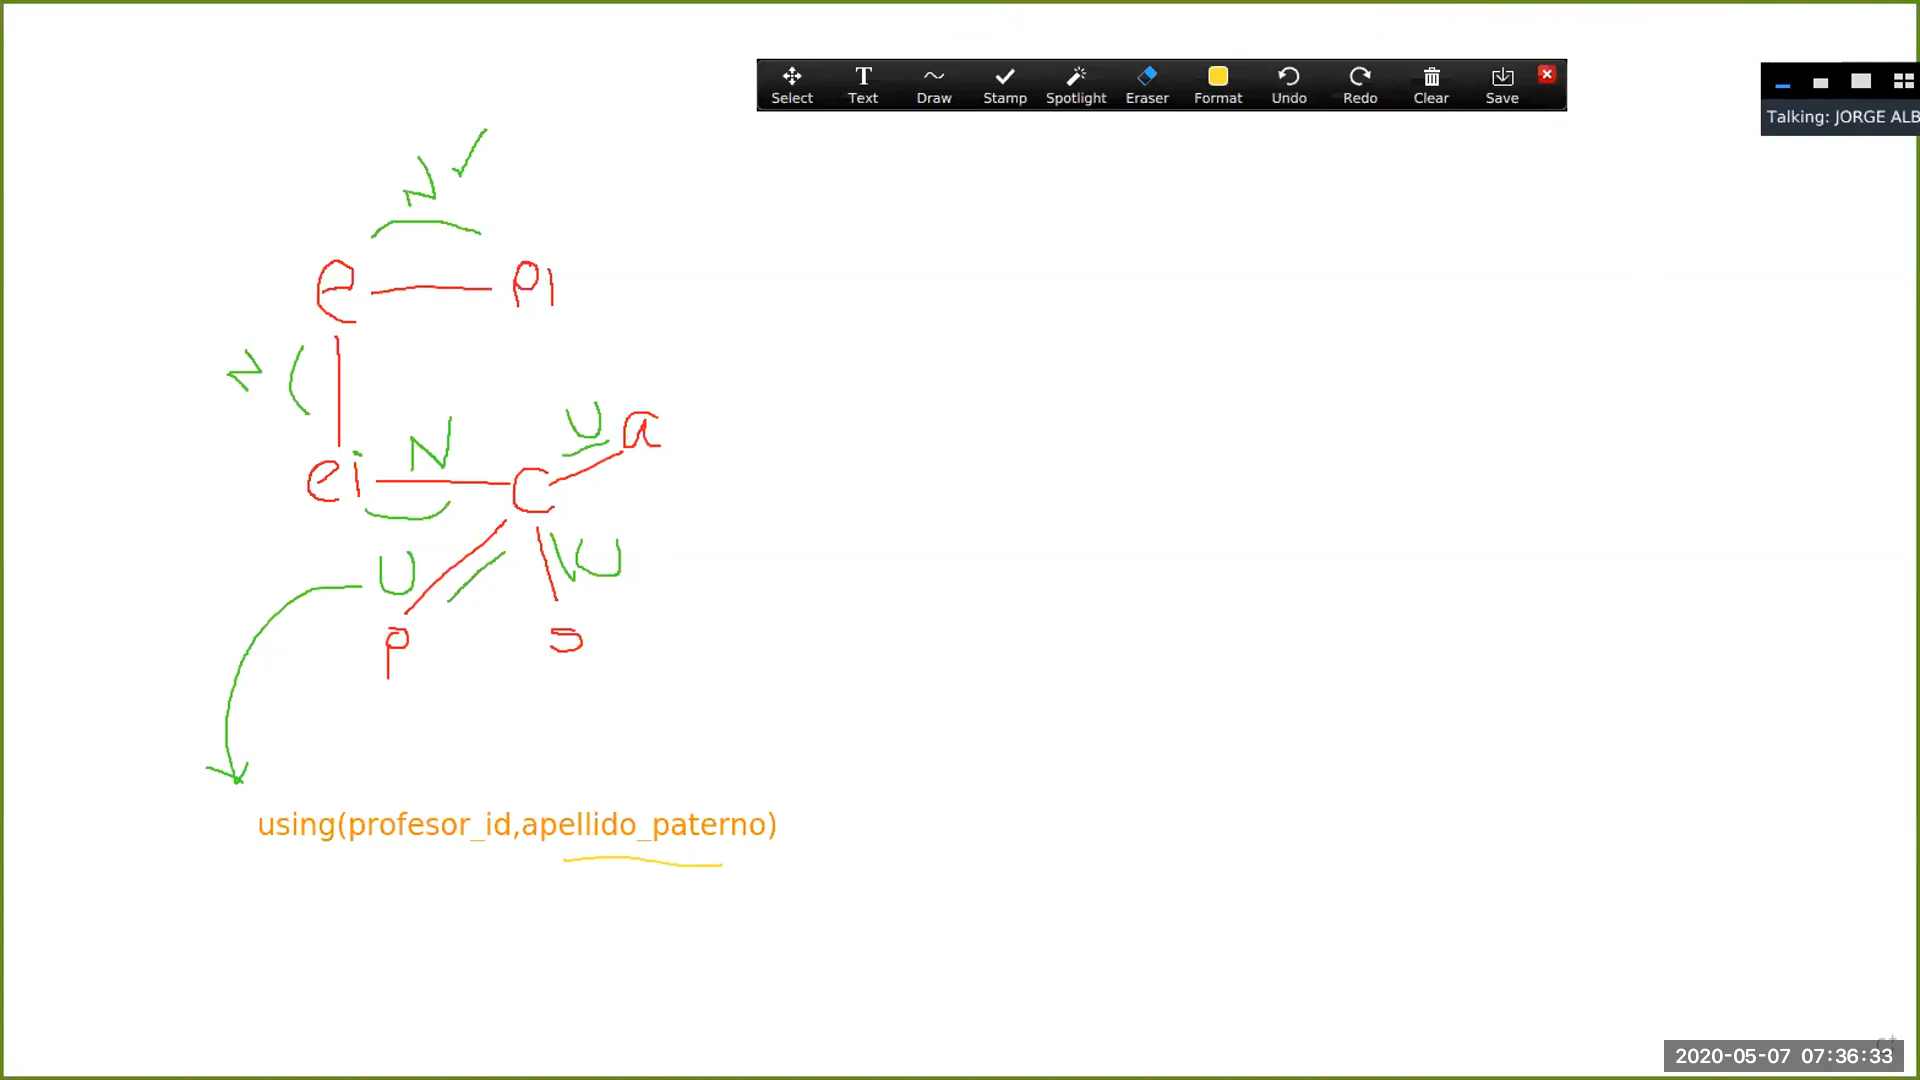 Select Text Draw Stamp Spotlight Eraser Format Undo Redo Clear Save
Talking: JORGE ALB
N
e
N
ei
N
U
a
C
U
U
p
using(profesor_id,apellido_paterno)
2020-05-07 07:36:33